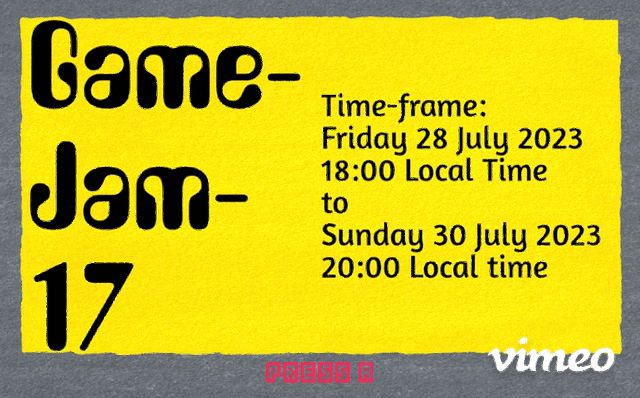 Game-
Jam-
17
Time-frame:
Friday 28 July 2023
18:00 Local Time
to
Sunday 30 July 2023
20:00 Local time
PRESS A
vimeo